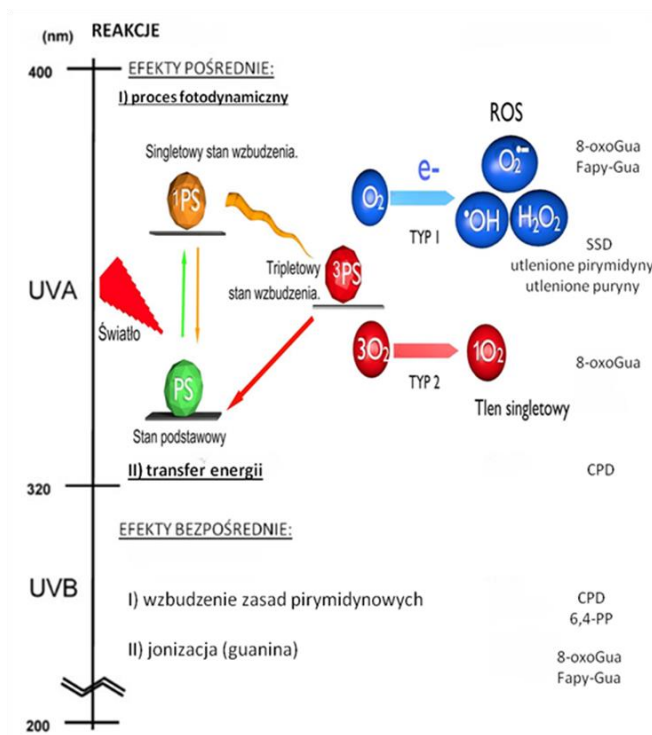 (nm) REAKCJE
400
EFEKTY POŚREDNIE:
I) proces fotodynamiczny
Singletowy stan wzbudzenia.
1PS
Tripletowy
stan wzbudzenia.
3PS
UVA
Światło
PS
Stan podstawowy
O2
e-
TYP I
ROS
O2•−
•OH
H2O2
8-oxoGua
Fapy-Gua
SSD
utlenione pirymidyny
utlenione puryny
3O2
TYP 2
1O2
Tlen singletowy
8-oxoGua
II) transfer energii
CPD
320
EFEKTY BEZPOŚREDNIE:
UVB
I) wzbudzenie zasad pirymidynowych
CPD
6,4-PP
II) jonizacja (guanina)
8-oxoGua
Fapy-Gua
200